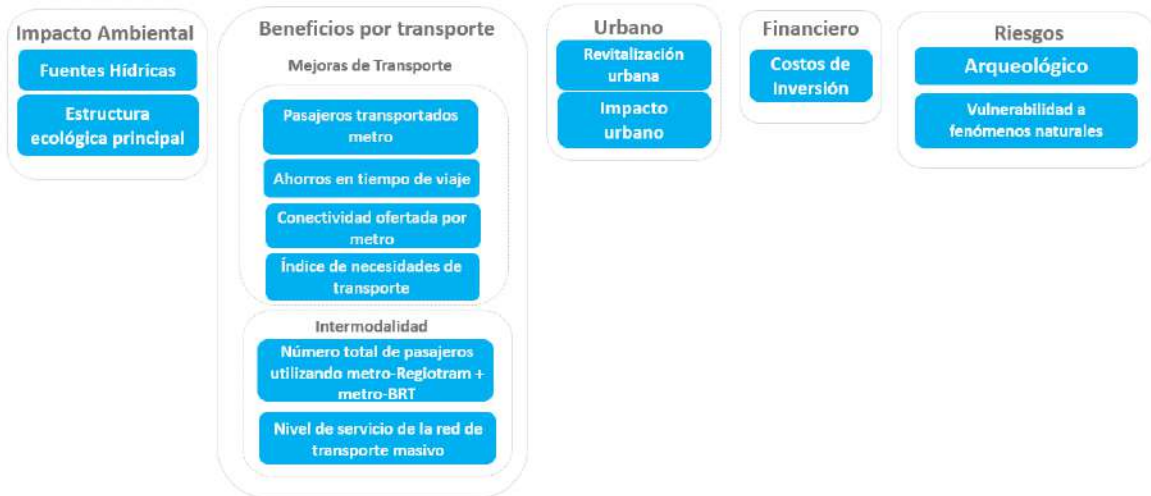 Impacto Ambiental
Fuentes Hídricas
Estructura
ecológica principal
Beneficios por transporte
Mejoras de Transporte
Pasajeros transportados
metro
Ahorros en tiempo de viaje
Conectividad ofertada por
metro
Índice de necesidades de
transporte
Intermodalidad
Número total de pasajeros
utilizando metro-Regiotram +
metro-BRT
Nivel de servicio de la red de
transporte masivo
Urbano
Revitalización
urbana
Impacto
urbano
Financiero
Costos de
Inversión
Riesgos
Arqueológico
Vulnerabilidad a
fenómenos naturales